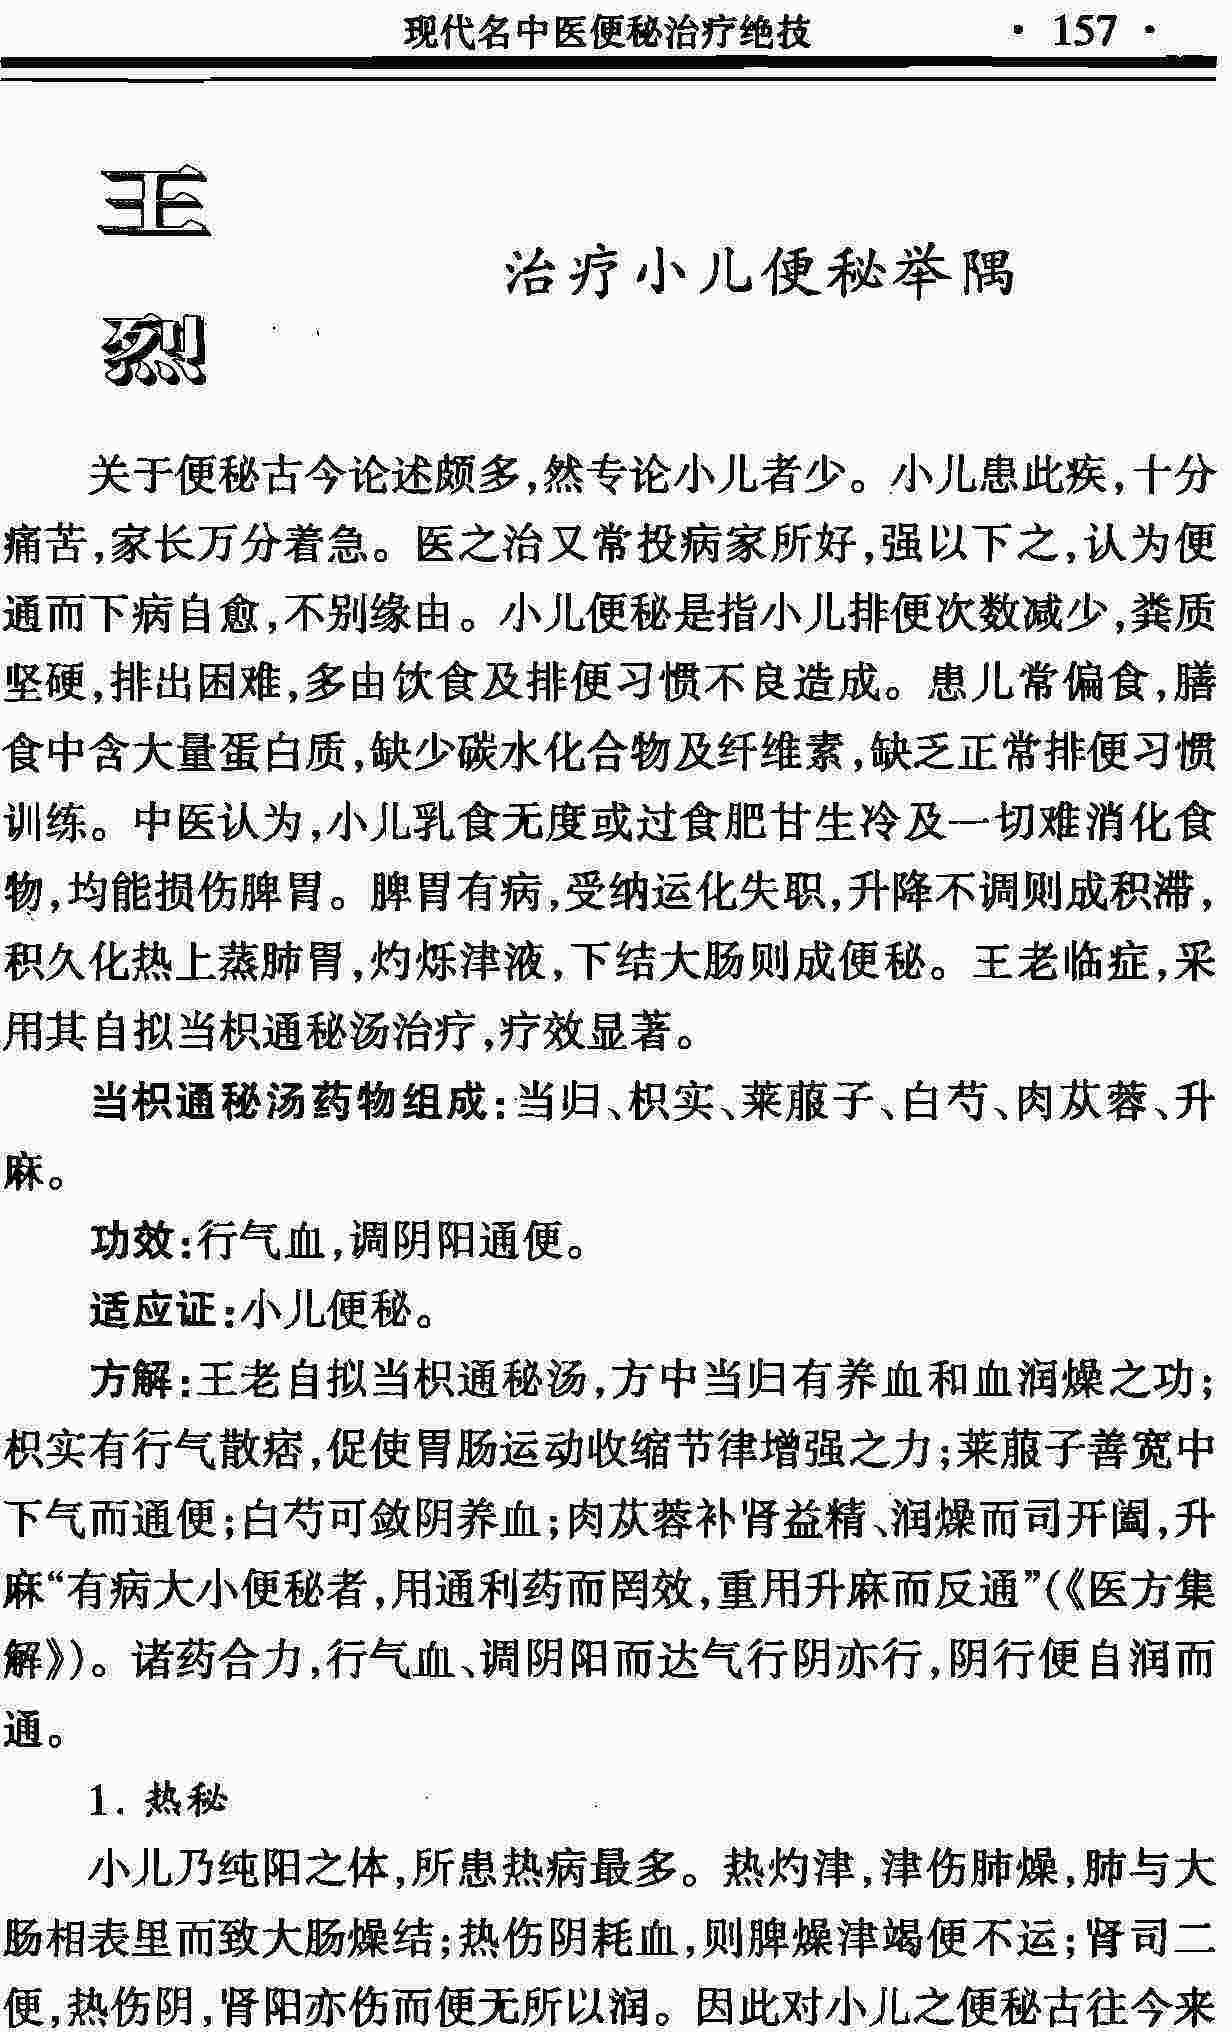 现代名中医便秘治疗绝技 · 157 ·
王
烈
治疗小儿便秘举隅
关于便秘古今论述颇多,然专论小儿者少。小儿患此疾,十分
痛苦,家长万分着急。医之治又常投病家所好,强以下之,认为便
通而下病自愈,不别缘由。小儿便秘是指小儿排便次数减少,粪质
坚硬,排出困难,多由饮食及排便习惯不良造成。患儿常偏食,膳
食中含大量蛋白质,缺少碳水化合物及纤维素,缺乏正常排便习惯
训练。中医认为,小儿乳食无度或过食肥甘生冷及一切难消化食
物,均能损伤脾胃。脾胃有病,受纳运化失职,升降不调则成积滞,
积久化热上蒸肺胃,灼烁津液,下结大肠则成便秘。王老临症,采
用其自拟当枳通秘汤治疗,疗效显著。
当枳通秘汤药物组成:当归、枳实、莱菔子、白芍、肉苁蓉、升
麻。
功效:行气血,调阴阳通便。
适应证:小儿便秘。
方解:王老自拟当枳通秘汤,方中当归有养血和血润燥之功;
枳实有行气散痞,促使胃肠运动收缩节律增强之力;莱菔子善宽中
下气而通便;白芍可敛阴养血;肉苁蓉补肾益精、润燥而司开阖,升
麻“有病大小便秘者,用通利药而罔效,重用升麻而反通”(《医方集
解》)。诸药合力,行气血、调阴阳而达气行阴亦行,阴行便自润而
通。
1. 热秘
小儿乃纯阳之体,所患热病最多。热灼津,津伤肺燥,肺与大
肠相表里而致大肠燥结;热伤阴耗血,则脾燥津竭便不运;肾司二
便,热伤阴,肾阳亦伤而便无所以润。因此对小儿之便秘古往今来